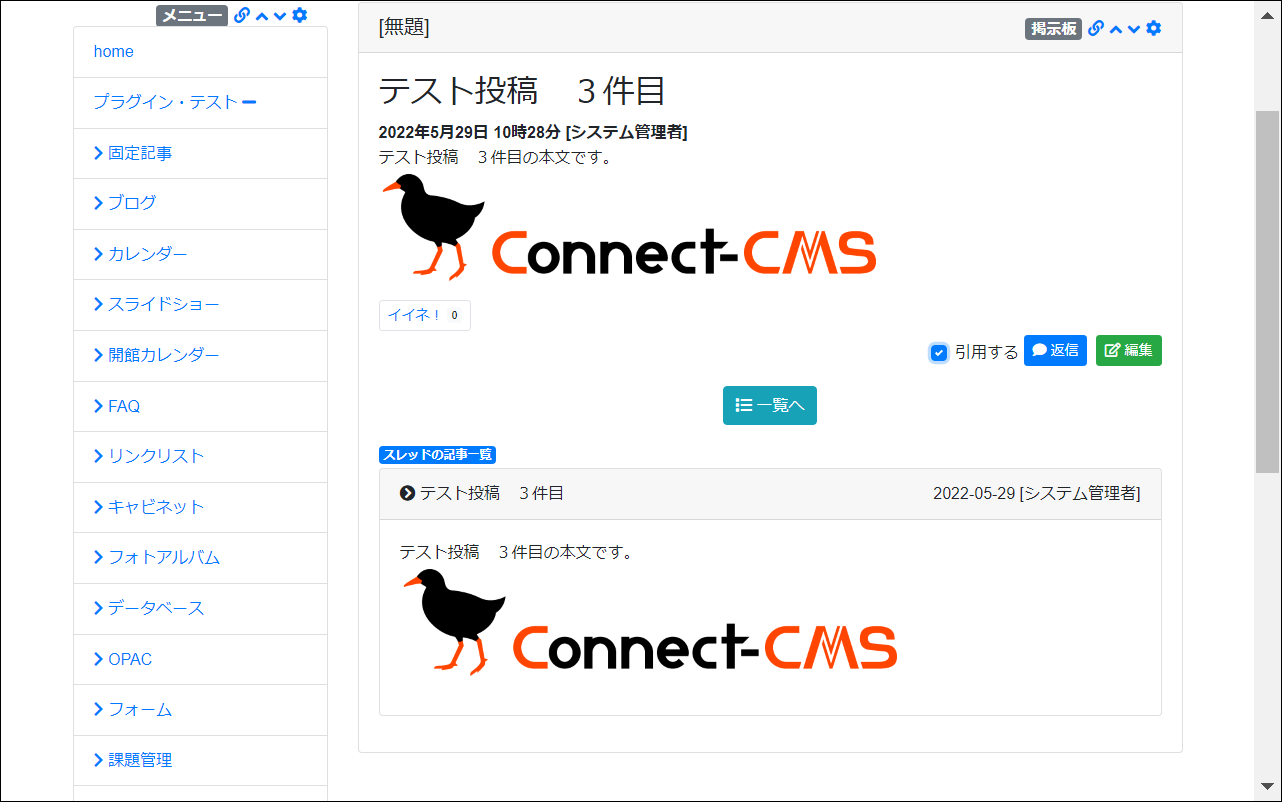 メニュー
home
プラグイン・テスト
固定記事
ブログ
カレンダー
スライドショー
開館カレンダー
FAQ
リンクリスト
キャビネット
フォトアルバム
データベース
OPAC
フォーム
課題管理
[無題] 掲示板
テスト投稿　３件目
2022年5月29日 10時28分 [システム管理者]
テスト投稿　３件目の本文です。
Connect-CMS
イイネ！ 0
引用する 返信 編集
一覧へ
スレッドの記事一覧
テスト投稿　３件目 2022-05-29 [システム管理者]
テスト投稿　３件目の本文です。
Connect-CMS